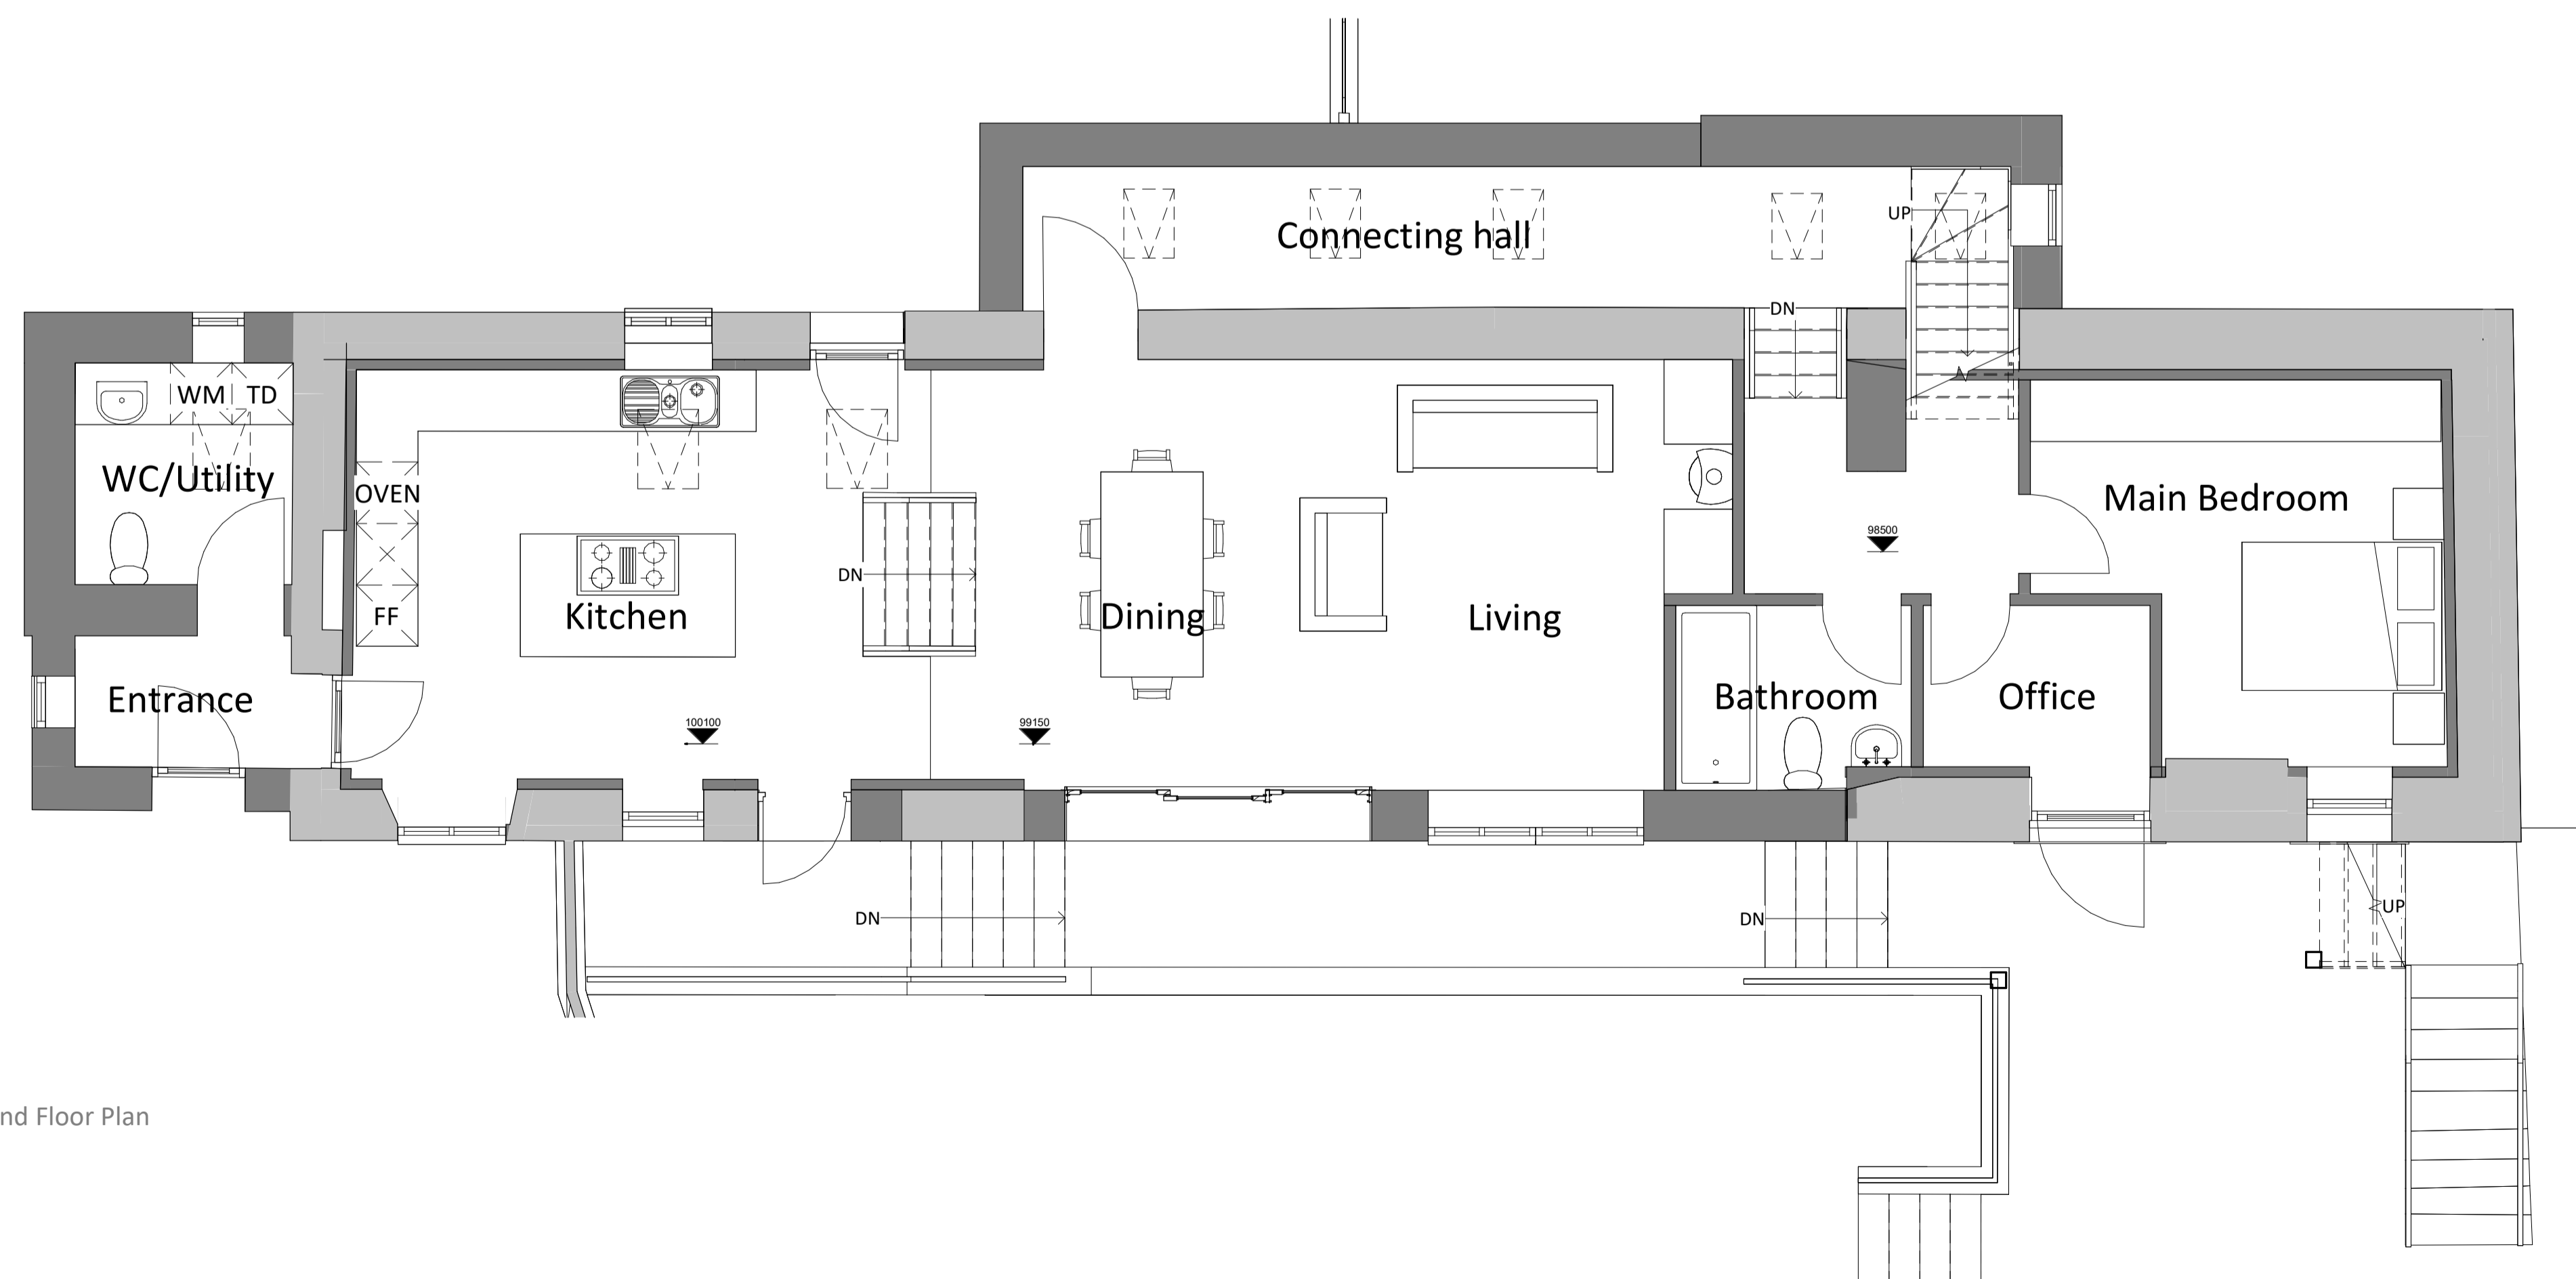 Connecting hall
UP
DN
WM
TD
WC/Utility
OVEN
FF
Kitchen
DN
Dining
Living
98500
Main Bedroom
Entrance
100100
99150
Bathroom
Office
DN
DN
UP
nd Floor Plan